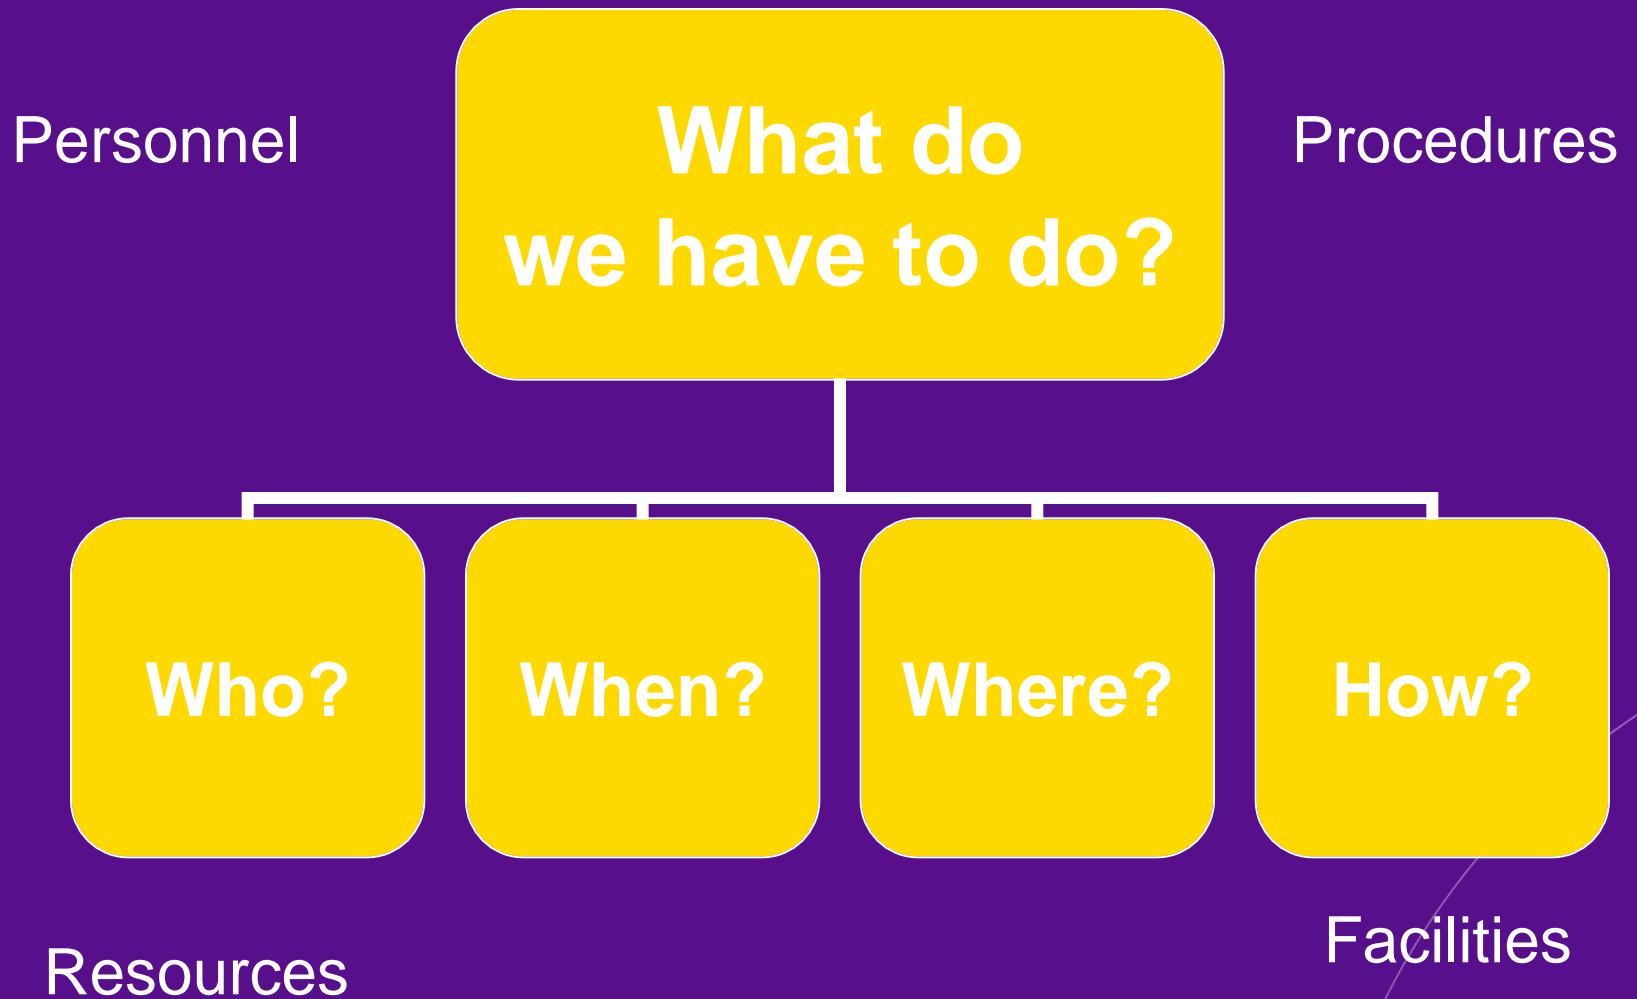 Personnel
What do
we have to do?
Procedures
Who?
When?
Where?
How?
Resources
Facilities